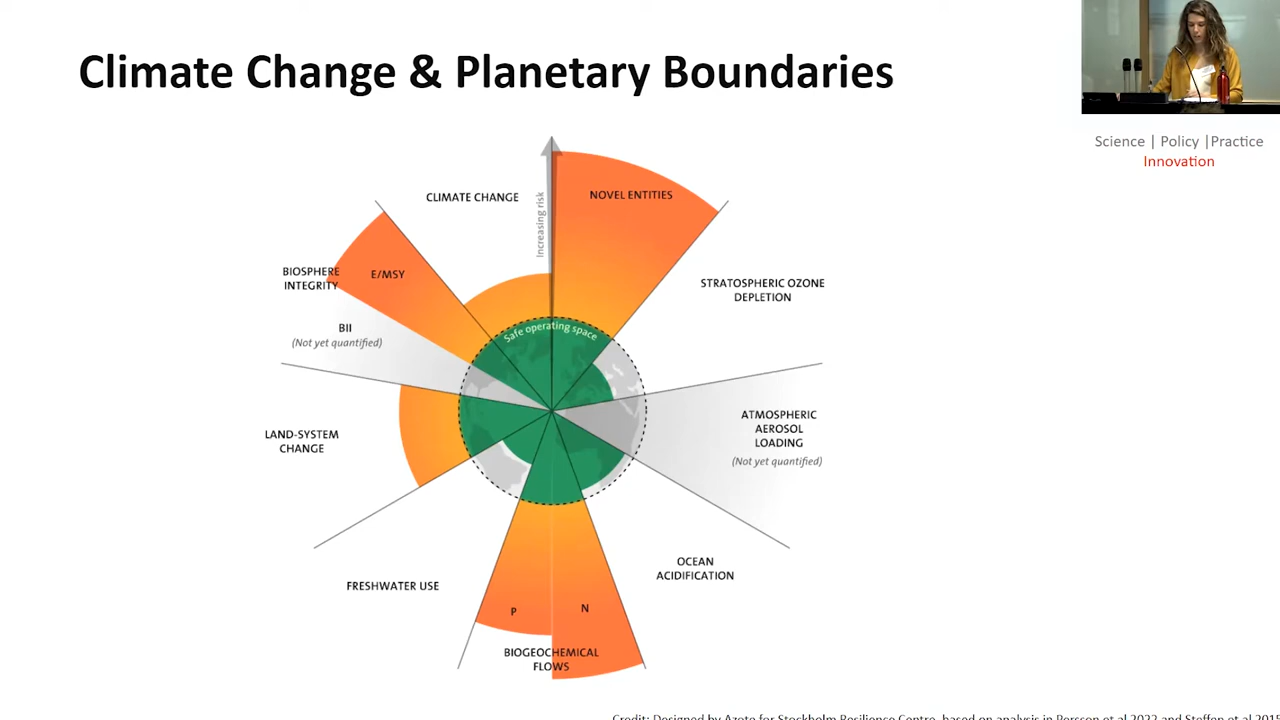 Climate Change & Planetary Boundaries
Science | Policy |Practice
Innovation
CLIMATE CHANGE
Increasing risk
NOVEL ENTITIES
STRATOSPHERIC OZONE
DEPLETION
ATMOSPHERIC
AEROSOL
LOADING
(Not yet quantified)
OCEAN
ACIDIFICATION
N
P
BIOGEOCHEMICAL
FLOWS
FRESHWATER USE
LAND-SYSTEM
CHANGE
BII
(Not yet quantified)
BIOSPHERE
INTEGRITY
E/MSY
Safe operating space
Credit: Designed by Azote for Stockholm Resilience Centre, based on analysis in Persson et al 2022 and Steffen et al 2015